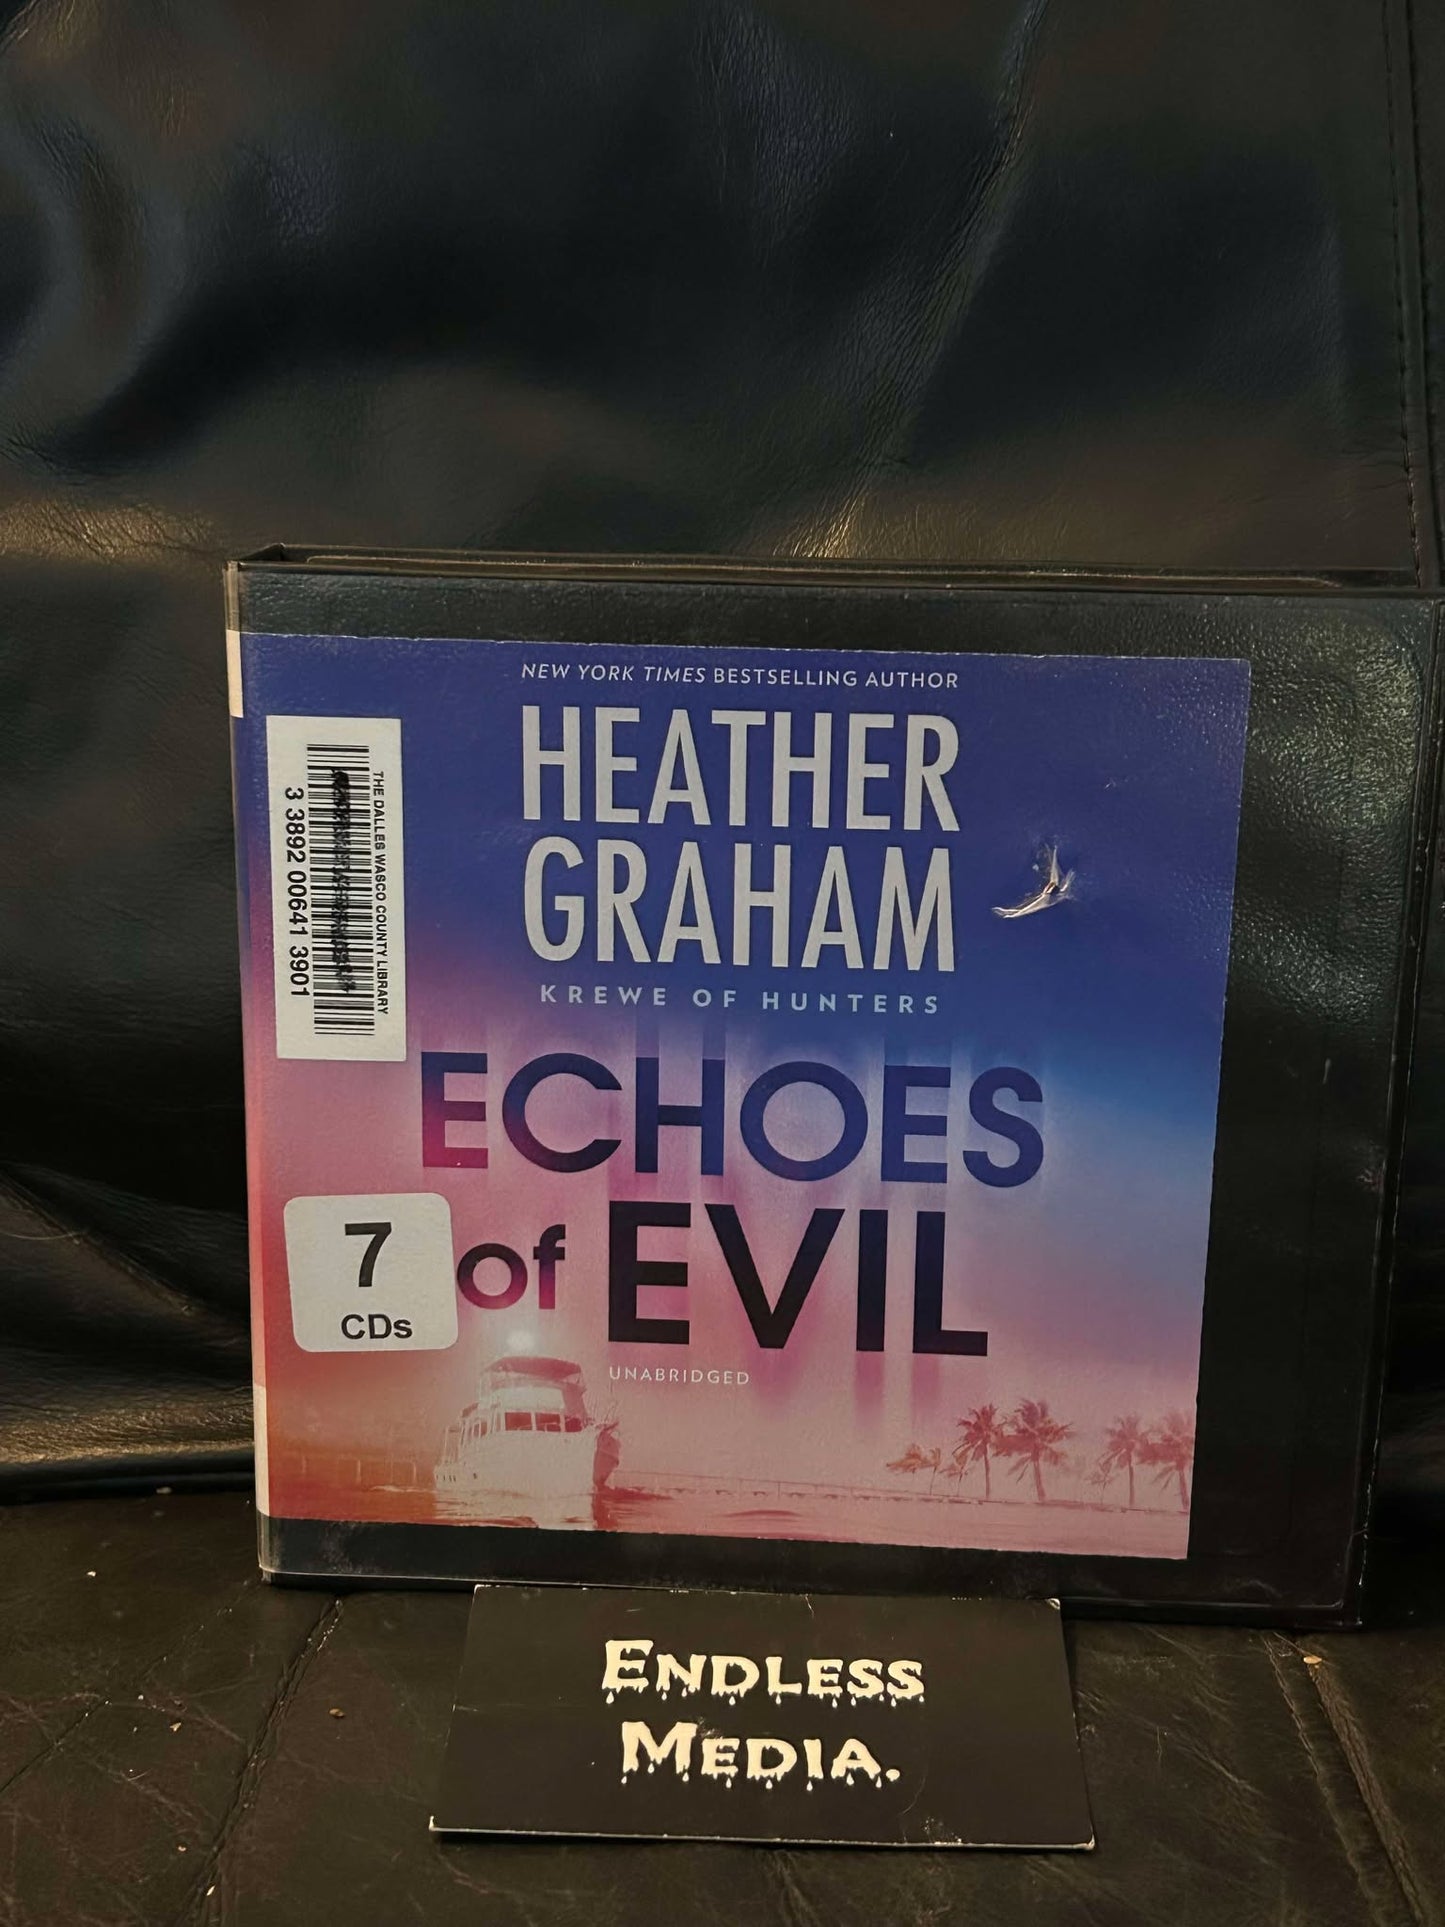 NEW YORK TIMES BESTSELLING AUTHOR
HEATHER
GRAHAM
KREWE OF HUNTERS
THE DALLES WASCO COUNTY LIBRARY
3 3892 00641 3901
ECHOES
of EVIL
7
CDs
UNABRIDGED
ENDLESS
MEDIA.